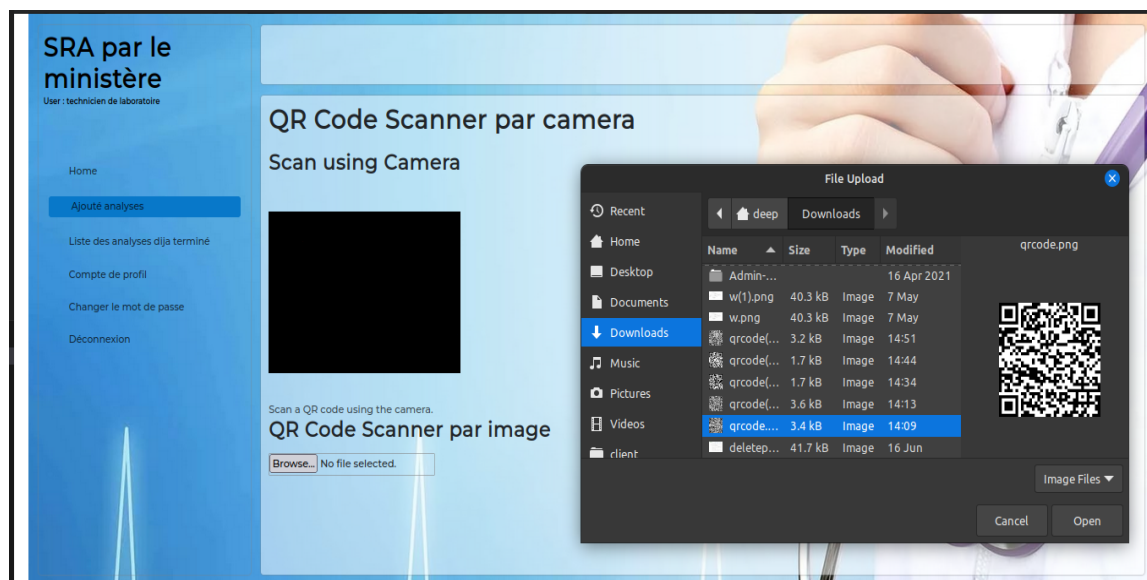 SRA par le
ministère
User : technicien de laboratoire
Home
Ajouté analyses
Liste des analyses dija terminé
Compte de profil
Changer le mot de passe
Déconnexion
QR Code Scanner par camera
Scan using Camera
Scan a QR code using the camera.
QR Code Scanner par image
Browse... No file selected.
File Upload
Recent
Home
Desktop
Documents
Downloads
Music
Pictures
Videos
client
deep Downloads
Name Size Type Modified
Admin-... 16 Apr 2021
w(1).png 40.3 kB Image 7 May
w.png 40.3 kB Image 7 May
qrcode(... 3.2 kB Image 14:51
qrcode(... 1.7 kB Image 14:44
qrcode(... 1.7 kB Image 14:34
qrcode(... 3.6 kB Image 14:13
qrcode.... 3.4 kB Image 14:09
deletep... 41.7 kB Image 16 Jun
qrcode.png
Image Files
Cancel Open